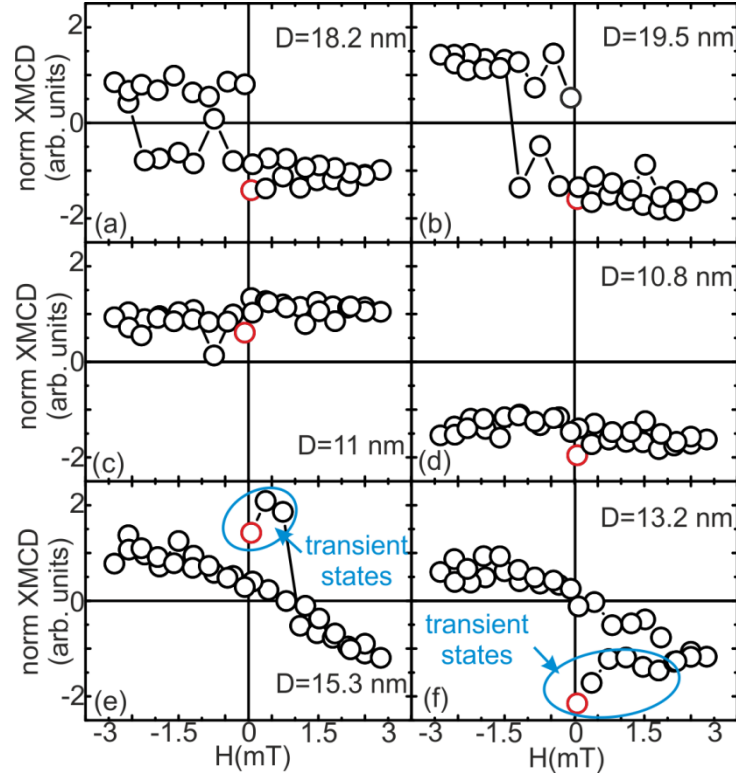 2
D=18.2 nm
D=19.5 nm
0
norm XMCD
(arb. units)
-2
(a)
(b)
2
D=10.8 nm
0
norm XMCD
(arb. units)
D=11 nm
-2
(c)
(d)
2
D=13.2 nm
transient
states
0
norm XMCD
(arb. units)
transient
states
D=15.3 nm
-2
(e)
(f)
-3 -1.5 0 1.5 3 -3 -1.5 0 1.5 3
H(mT) H(mT)